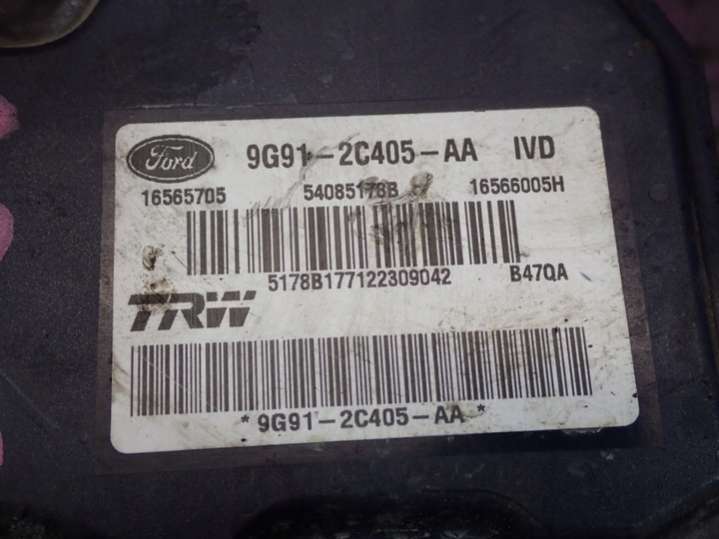 Ford 9G91-2C405-AA IVD
16565705 54085178B 16566005H
5178B177122309042 B47QA
TRW
*9G91-2C405-AA*